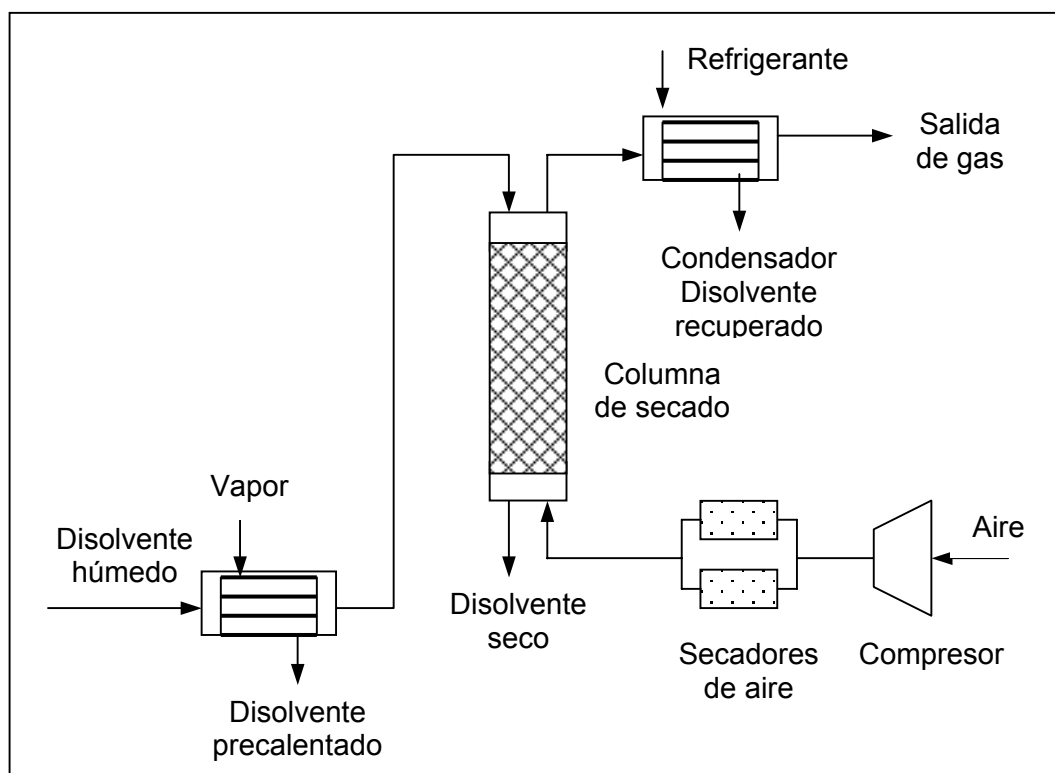 Refrigerante
Salida
de gas
Condensador
Disolvente
recuperado
Columna
de secado
Vapor
Disolvente
húmedo
Aire
Disolvente
seco
Secadores
de aire
Compresor
Disolvente
precalentado